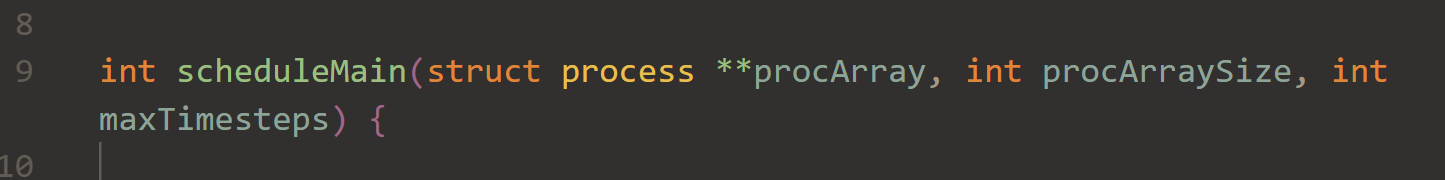 8
9 int scheduleMain(struct process **procArray, int procArraySize, int
maxTimesteps) {
10